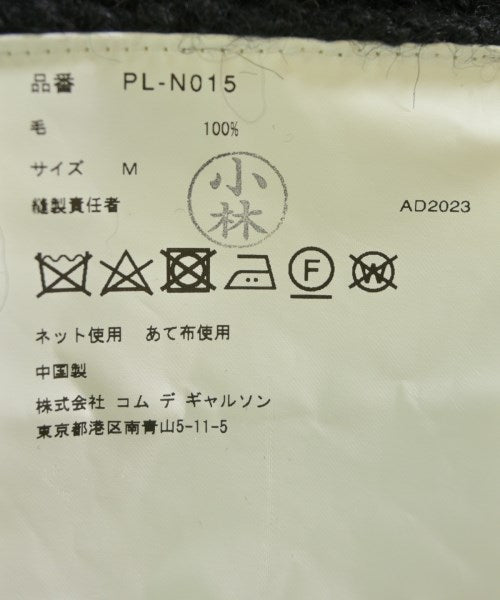 品番 PL-N015
毛 100%
サイズ M
小林
縫製責任者 AD2023
F W
ネット使用 あて布使用
中国製
株式会社 コム デ ギャルソン
東京都港区南青山5-11-5